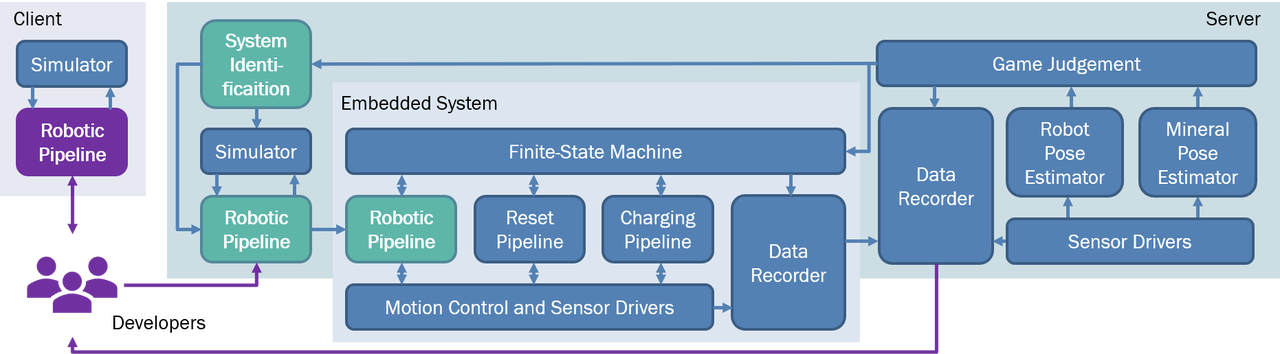 Client
Simulator
Robotic
Pipeline
Developers
Server
System
Identi-
ficaition
Simulator
Robotic
Pipeline
Embedded System
Finite-State Machine
Robotic
Pipeline
Reset
Pipeline
Charging
Pipeline
Data
Recorder
Motion Control and Sensor Drivers
Game Judgement
Data
Recorder
Robot
Pose
Estimator
Mineral
Pose
Estimator
Sensor Drivers